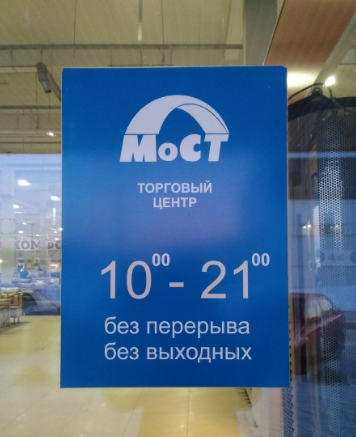 МоСТ
ТОРГОВЫЙ
ЦЕНТР
10⁰⁰ - 21⁰⁰
без перерыва
без выходных